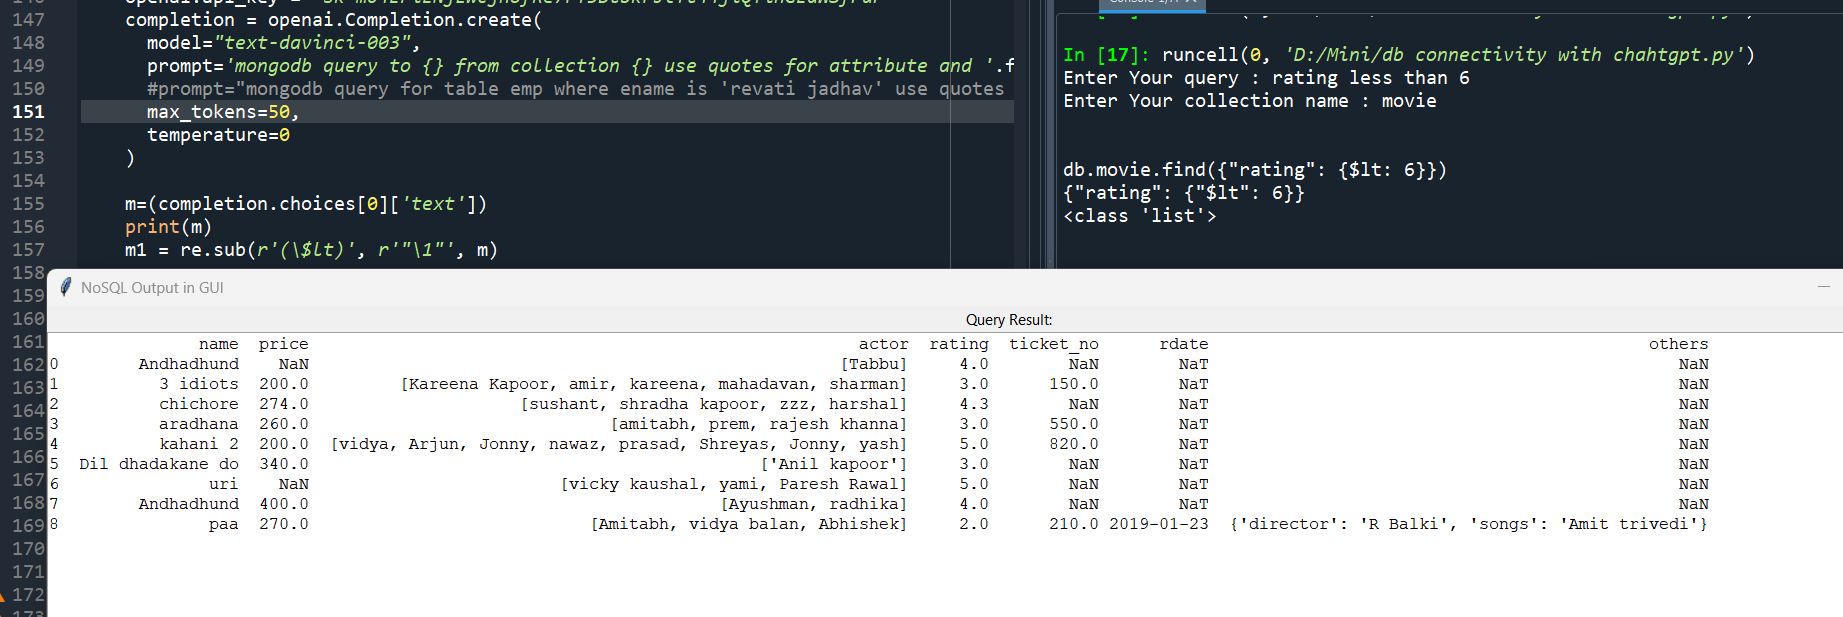 147 completion = openai.Completion.create(
148 model="text-davinci-003",
149 prompt='mongodb query to {} from collection {} use quotes for attribute and '.f
150 #prompt="mongodb query for table emp where ename is 'revati jadhav' use quotes
151 max_tokens=50,
152 temperature=0
153 )
154
155 m=(completion.choices[0]['text'])
156 print(m)
157 m1 = re.sub(r'(\$lt)', r'"\1"', m)
158
159
160
161
162
163
164
165
166
167
168
169
170
171
172
In [17]: runcell(0, 'D:/Mini/db connectivity with chahtgpt.py')
Enter Your query : rating less than 6
Enter Your collection name : movie
db.movie.find({"rating": {$lt: 6}})
{"rating": {"$lt": 6}}
<class 'list'>
NoSQL Output in GUI
Query Result:
name price actor rating ticket_no rdate others
0 Andhadhund NaN [Tabbu] 4.0 NaN NaT NaN
1 3 idiots 200.0 [Kareena Kapoor, amir, kareena, mahadavan, sharman] 3.0 150.0 NaT NaN
2 chichore 274.0 [sushant, shradha kapoor, zzz, harshal] 4.3 NaN NaT NaN
3 aradhana 260.0 [amitabh, prem, rajesh khanna] 3.0 550.0 NaT NaN
4 kahani 2 200.0 [vidya, Arjun, Jonny, nawaz, prasad, Shreyas, Jonny, yash] 5.0 820.0 NaT NaN
5 Dil dhadakane do 340.0 ['Anil kapoor'] 3.0 NaN NaT NaN
6 uri NaN [vicky kaushal, yami, Paresh Rawal] 5.0 NaN NaT NaN
7 Andhadhund 400.0 [Ayushman, radhika] 4.0 NaN NaT NaN
8 paa 270.0 [Amitabh, vidya balan, Abhishek] 2.0 210.0 2019-01-23 {'director': 'R Balki', 'songs': 'Amit trivedi'}